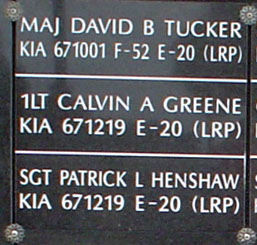 MAJ DAVID B TUCKER
KIA 671001 F-52 E-20 (LRP)
1LT CALVIN A GREENE
KIA 671219 E-20 (LRP)
SGT PATRICK L HENSHAW
KIA 671219 E-20 (LRP)